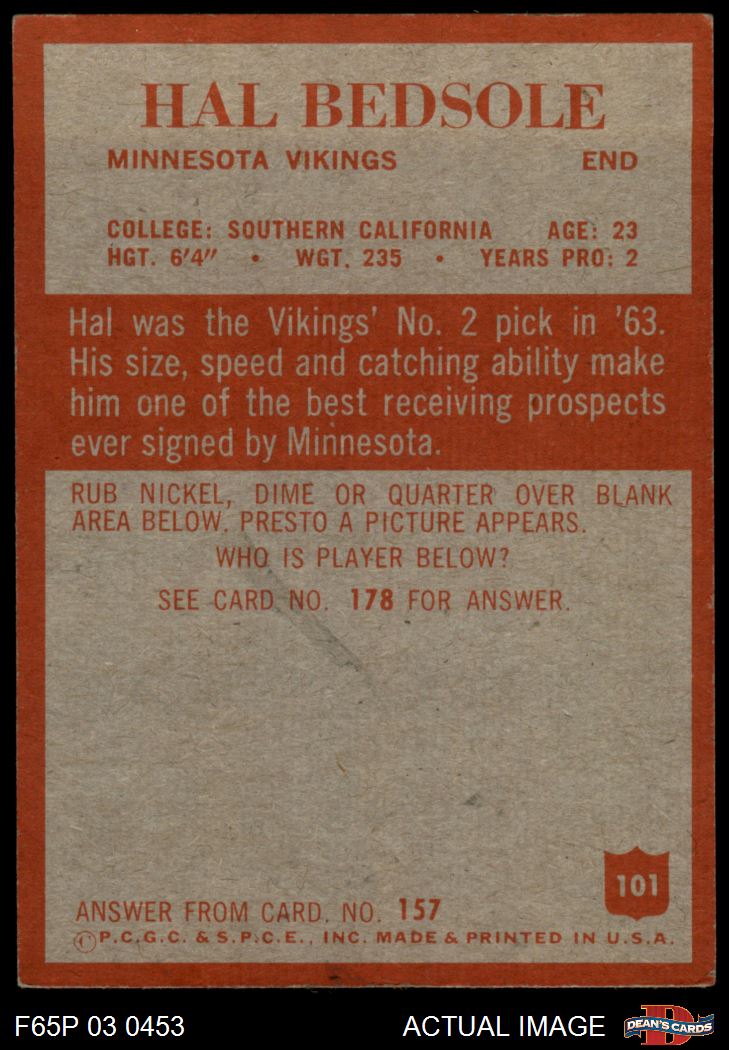 HAL BEDSOLE
MINNESOTA VIKINGS END
COLLEGE: SOUTHERN CALIFORNIA AGE: 23
HGT. 6'4" • WGT. 235 • YEARS PRO: 2
Hal was the Vikings' No. 2 pick in '63.
His size, speed and catching ability make
him one of the best receiving prospects
ever signed by Minnesota.
RUB NICKEL, DIME OR QUARTER OVER BLANK
AREA BELOW. PRESTO A PICTURE APPEARS.
WHO IS PLAYER BELOW?
SEE CARD NO. 178 FOR ANSWER.
101
ANSWER FROM CARD. NO. 157
© P.C.G.C. & S.P.C.E., INC. MADE & PRINTED IN U.S.A.
F65P 03 0453 ACTUAL IMAGE
DEAN'S CARDS